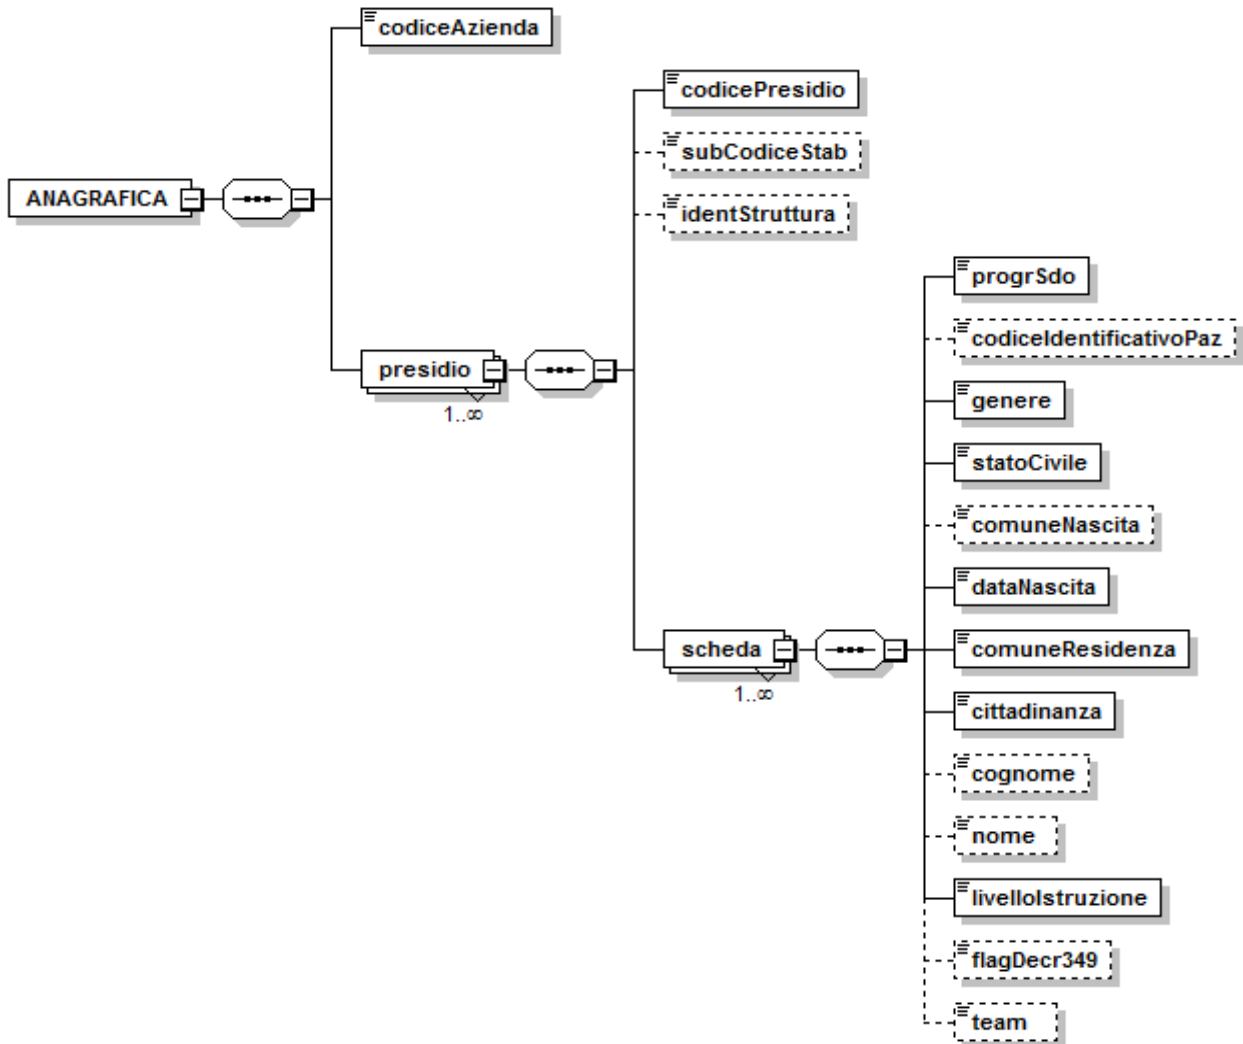 codiceAzienda
codicePresidio
subCodiceStab
ANAGRAFICA
identStruttura
progrSdo
codiceIdentificativoPaz
presidio
1..∞
genere
statoCivile
comuneNascita
dataNascita
scheda
1..∞
comuneResidenza
cittadinanza
cognome
nome
livelloIstruzione
flagDecr349
team